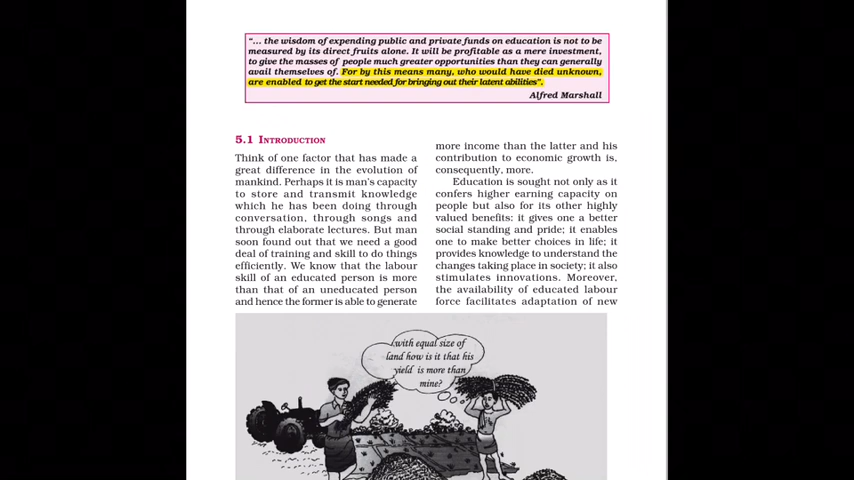 "... the wisdom of expending public and private funds on education is not to be
measured by its direct fruits alone. It will be profitable as a mere investment,
to give the masses of people much greater opportunities than they can generally
avail themselves of. For by this means many, who would have died unknown,
are enabled to get the start needed for bringing out their latent abilities".
Alfred Marshall
5.1 INTRODUCTION
Think of one factor that has made a
great difference in the evolution of
mankind. Perhaps it is man's capacity
to store and transmit knowledge
which he has been doing through
conversation, through songs and
through elaborate lectures. But man
soon found out that we need a good
deal of training and skill to do things
efficiently. We know that the labour
skill of an educated person is more
than that of an uneducated person
and hence the former is able to generate
more income than the latter and his
contribution to economic growth is,
consequently, more.
Education is sought not only as it
confers higher earning capacity on
people but also for its other highly
valued benefits: it gives one a better
social standing and pride; it enables
one to make better choices in life; it
provides knowledge to understand the
changes taking place in society; it also
stimulates innovations. Moreover,
the availability of educated labour
force facilitates adaptation of new
with equal size of
land how is it that his
yield is more than
mine?